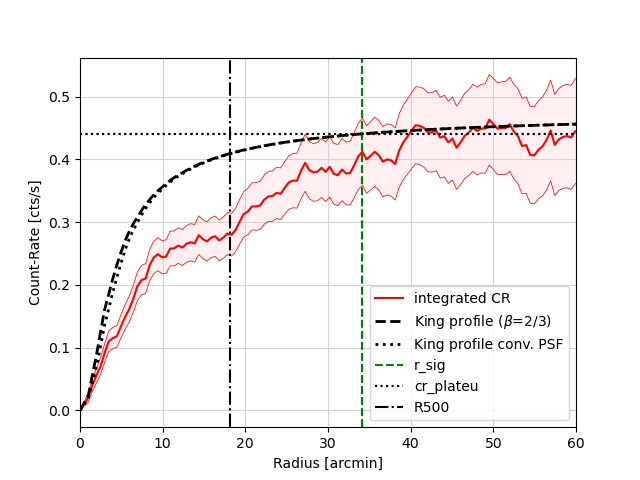 Count-Rate [cts/s]
0.5
0.4
0.3
0.2
0.1
0.0
integrated CR
King profile (β=2/3)
King profile conv. PSF
r_sig
cr_plateu
R500
0 10 20 30 40 50 60
Radius [arcmin]